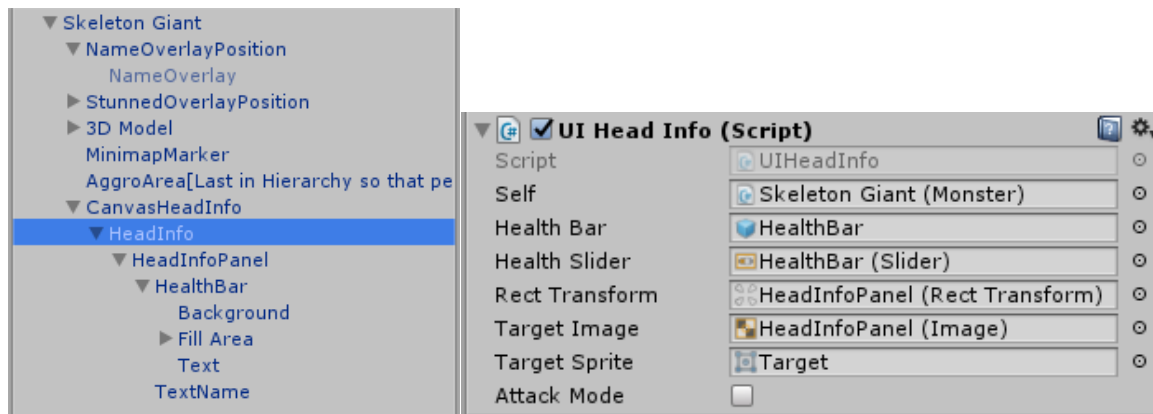 Skeleton Giant
NameOverlayPosition
NameOverlay
StunnedOverlayPosition
3D Model
MinimapMarker
AggroArea[Last in Hierarchy so that pe
CanvasHeadInfo
HeadInfo
HeadInfoPanel
HealthBar
Background
Fill Area
Text
TextName
UI Head Info (Script)
Script UIHeadInfo
Self Skeleton Giant (Monster)
Health Bar HealthBar
Health Slider HealthBar (Slider)
Rect Transform HeadInfoPanel (Rect Transform)
Target Image HeadInfoPanel (Image)
Target Sprite Target
Attack Mode